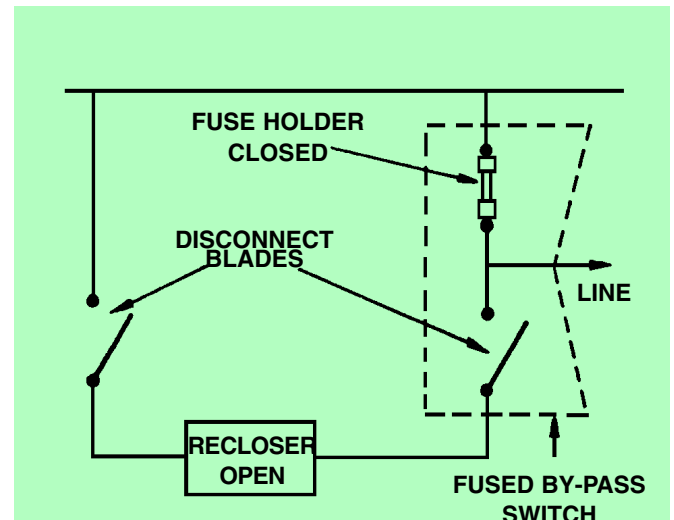 FUSE HOLDER
CLOSED
DISCONNECT
BLADES
LINE
RECLOSER
OPEN
FUSED BY-PASS
SWITCH